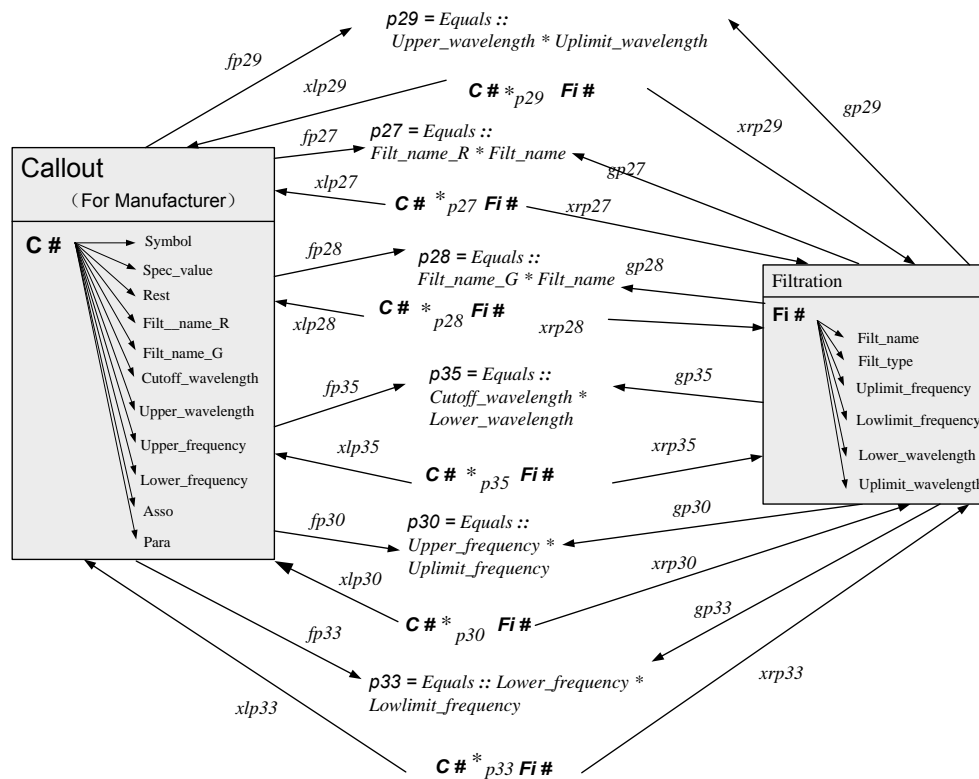 p29 = Equals ::
Upper_wavelength * Uplimit_wavelength
fp29
gp29
xlp29
C # *p29 Fi #
xrp29
p27 = Equals ::
Filt_name_R * Filt_name
fp27
gp27
xlp27
C # *p27 Fi #
xrp27
Callout
（For Manufacturer）
C #
Symbol
Spec_value
Rest
Filt__name_R
Filt_name_G
Cutoff_wavelength
Upper_wavelength
Upper_frequency
Lower_frequency
Asso
Para
fp28
p28 = Equals ::
Filt_name_G * Filt_name
gp28
xlp28
C # *p28 Fi #
xrp28
Filtration
Fi #
Filt_name
Filt_type
Uplimit_frequency
Lowlimit_frequency
Lower_wavelength
Uplimit_wavelength
fp35
p35 = Equals ::
Cutoff_wavelength *
Lower_wavelength
gp35
xlp35
C # *p35 Fi #
xrp35
fp30
p30 = Equals ::
Upper_frequency *
Uplimit_frequency
gp30
xlp30
C # *p30 Fi #
xrp30
fp33
p33 = Equals :: Lower_frequency *
Lowlimit_frequency
gp33
xlp33
C # *p33 Fi #
xrp33